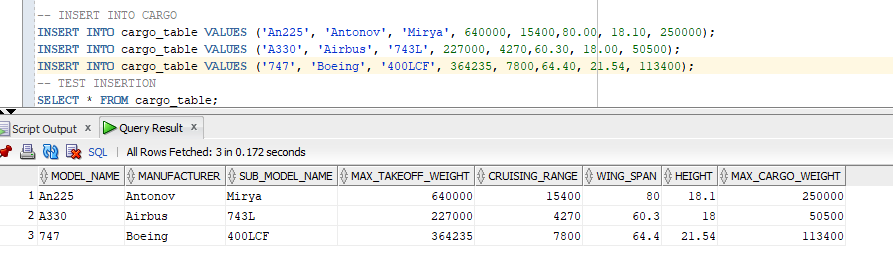 -- INSERT INTO CARGO
INSERT INTO cargo_table VALUES ('An225', 'Antonov', 'Mirya', 640000, 15400,80.00, 18.10, 250000);
INSERT INTO cargo_table VALUES ('A330', 'Airbus', '743L', 227000, 4270,60.30, 18.00, 50500);
INSERT INTO cargo_table VALUES ('747', 'Boeing', '400LCF', 364235, 7800,64.40, 21.54, 113400);
-- TEST INSERTION
SELECT * FROM cargo_table;
Script Output x Query Result x
SQL | All Rows Fetched: 3 in 0.172 seconds
MODEL_NAME MANUFACTURER SUB_MODEL_NAME MAX_TAKEOFF_WEIGHT CRUISING_RANGE WING_SPAN HEIGHT MAX_CARGO_WEIGHT
1 An225 Antonov Mirya 640000 15400 80 18.1 250000
2 A330 Airbus 743L 227000 4270 60.3 18 50500
3 747 Boeing 400LCF 364235 7800 64.4 21.54 113400